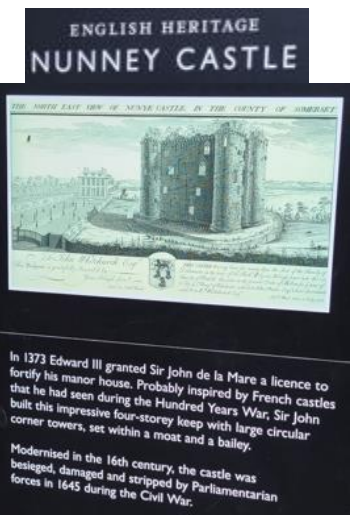 ENGLISH HERITAGE
NUNNEY CASTLE
THE NORTH EAST VIEW OF NUNEY CASTLE, IN THE COUNTY OF SOMERSET
In 1373 Edward III granted Sir John de la Mare a licence to
fortify his manor house. Probably inspired by French castles
that he had seen during the Hundred Years War, Sir John
built this impressive four-storey keep with large circular
corner towers, set within a moat and a bailey.
Modernised in the 16th century, the castle was
besieged, damaged and stripped by Parliamentarian
forces in 1645 during the Civil War.